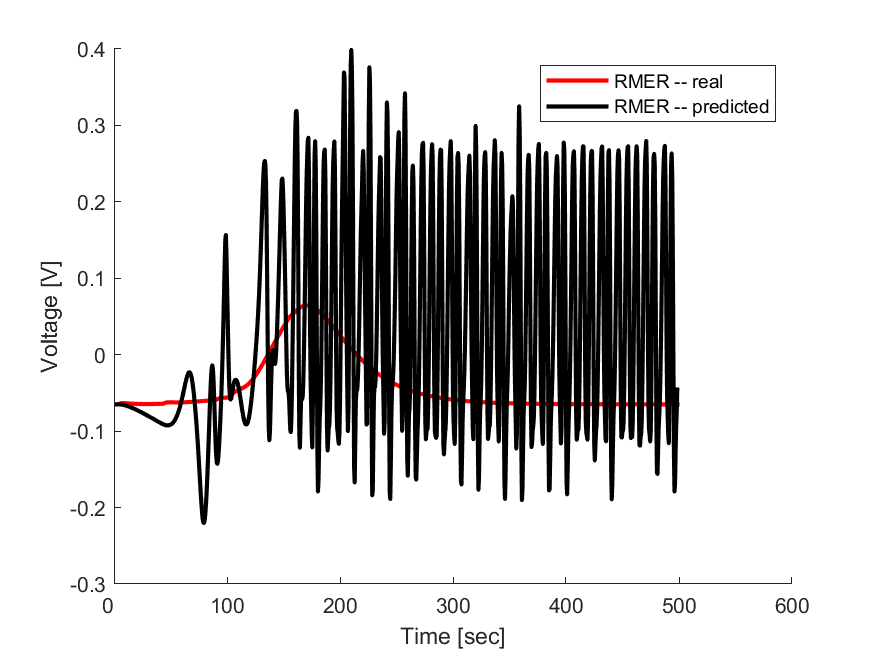 0.4
0.3
0.2
0.1
0
-0.1
-0.2
-0.3
Voltage [V]
RMER -- real
RMER -- predicted
0 100 200 300 400 500 600
Time [sec]